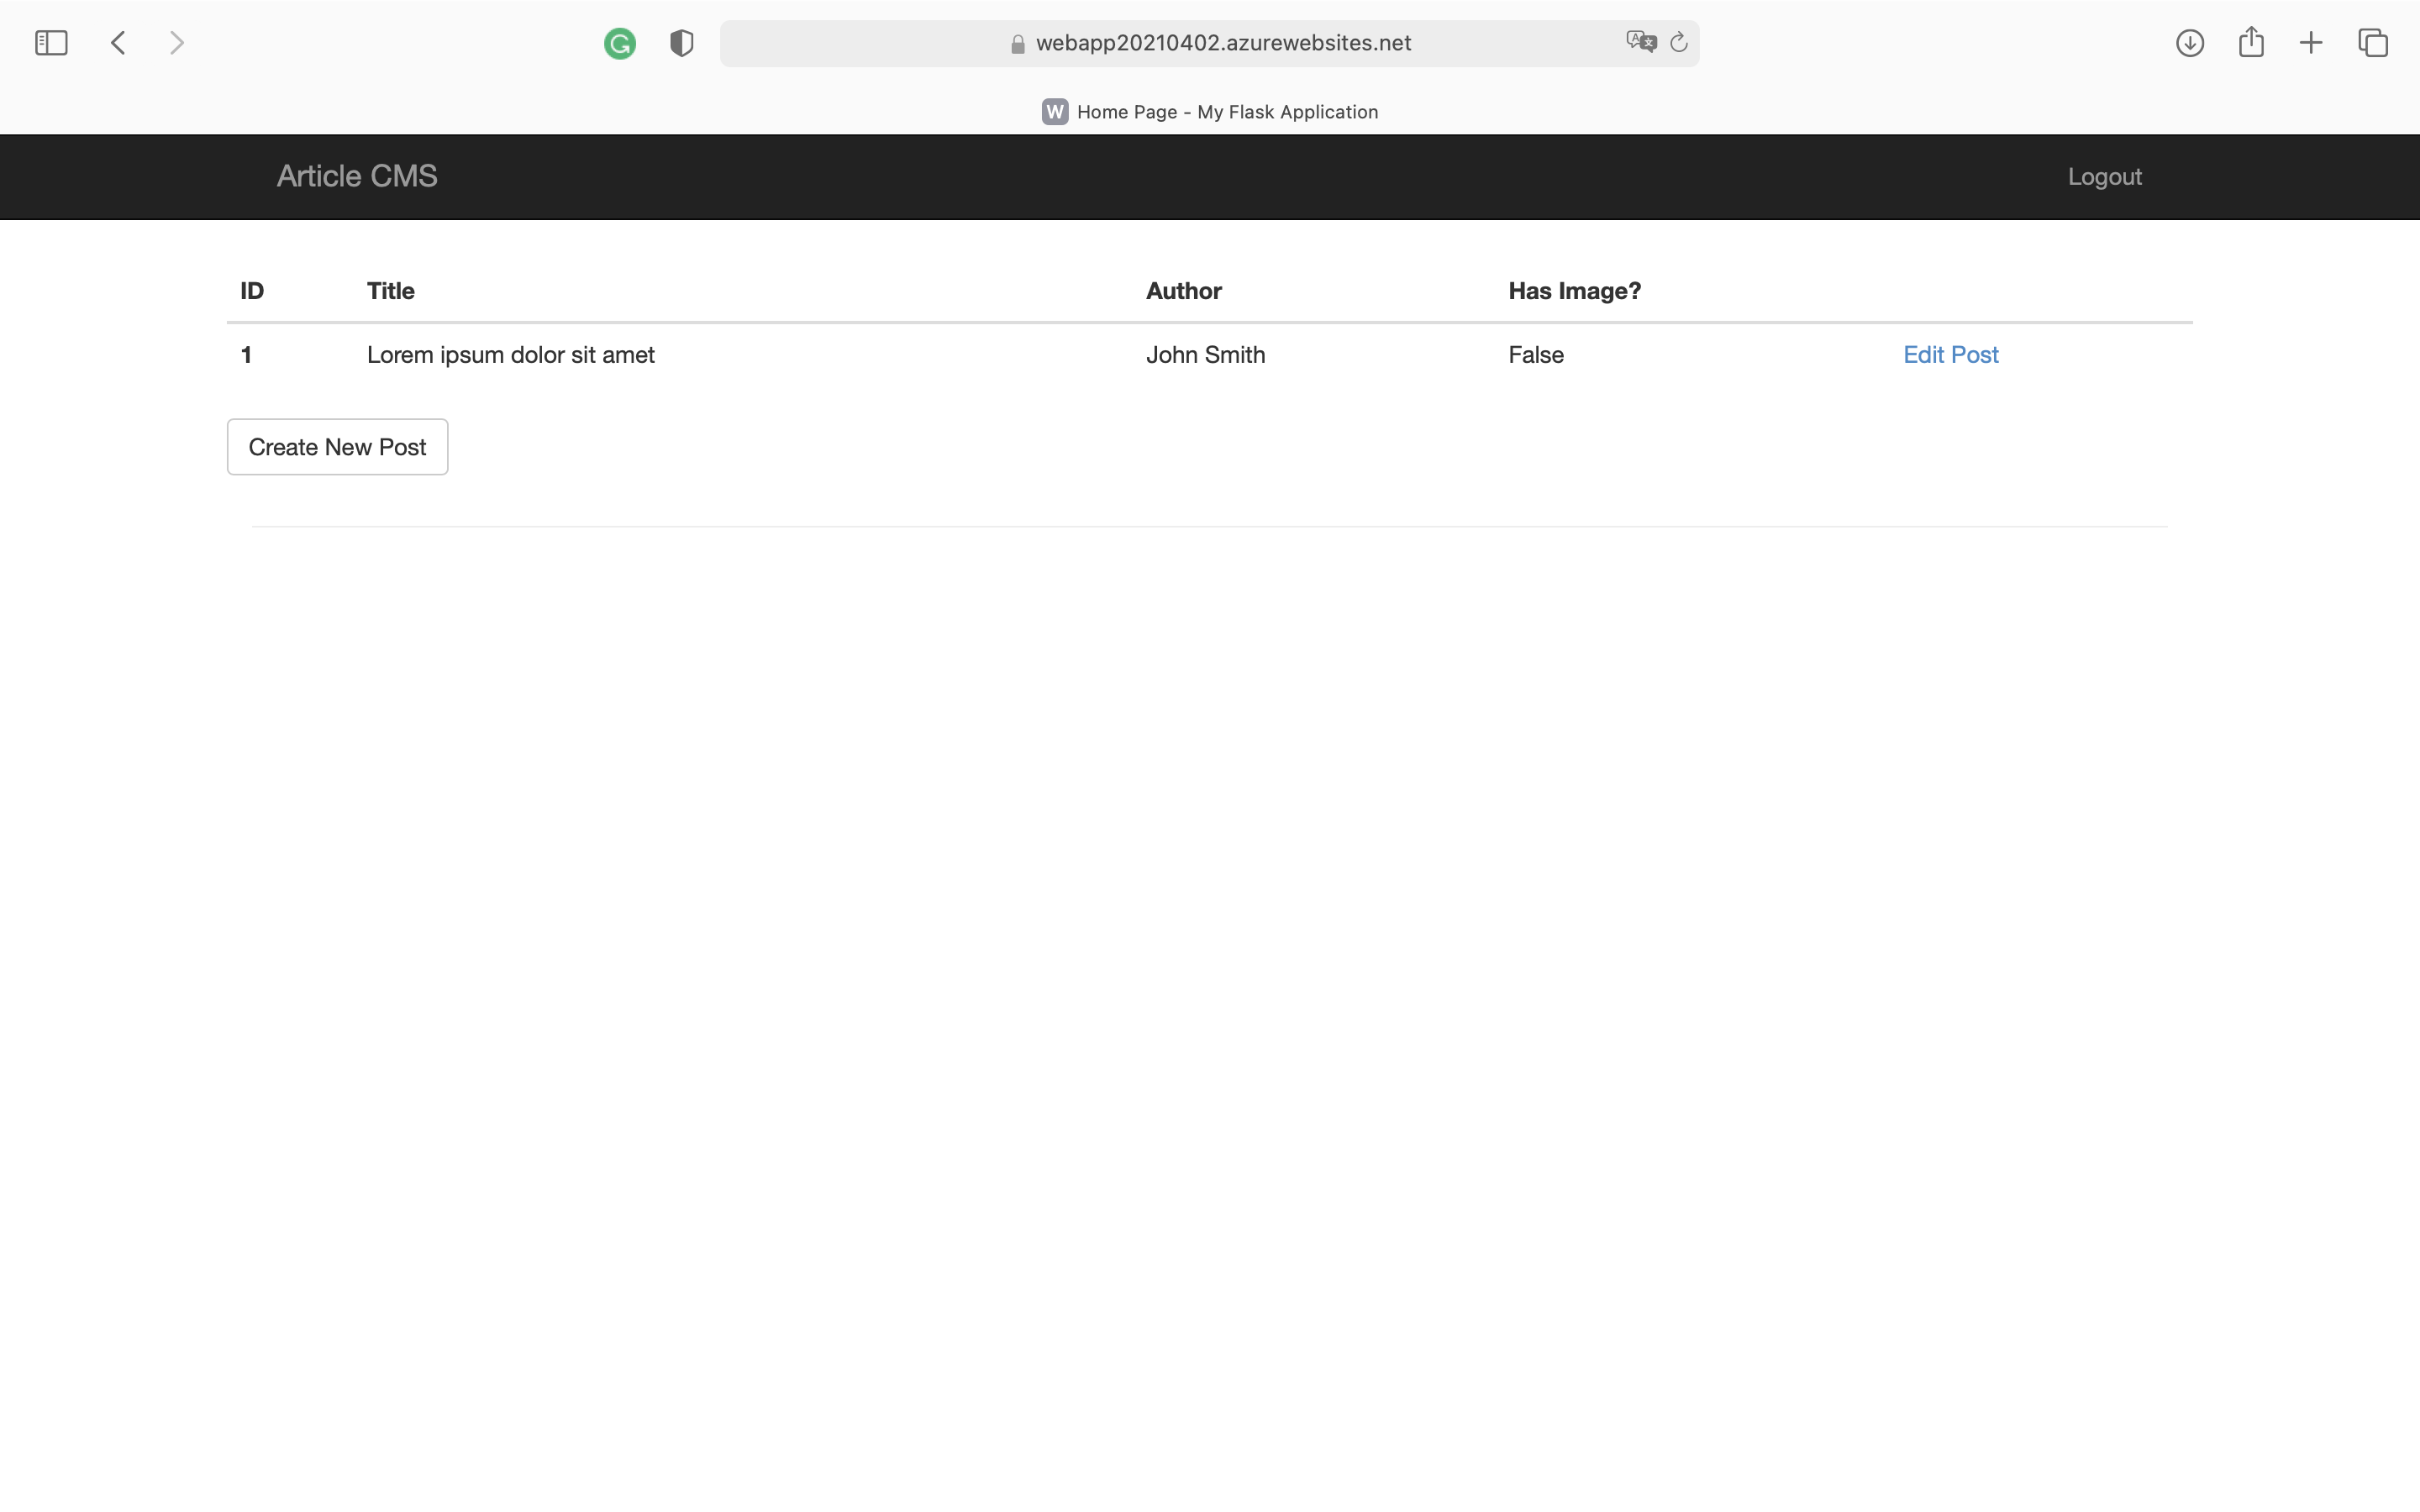 webapp20210402.azurewebsites.net
W Home Page - My Flask Application
Article CMS Logout
ID Title Author Has Image?
1 Lorem ipsum dolor sit amet John Smith False Edit Post
Create New Post